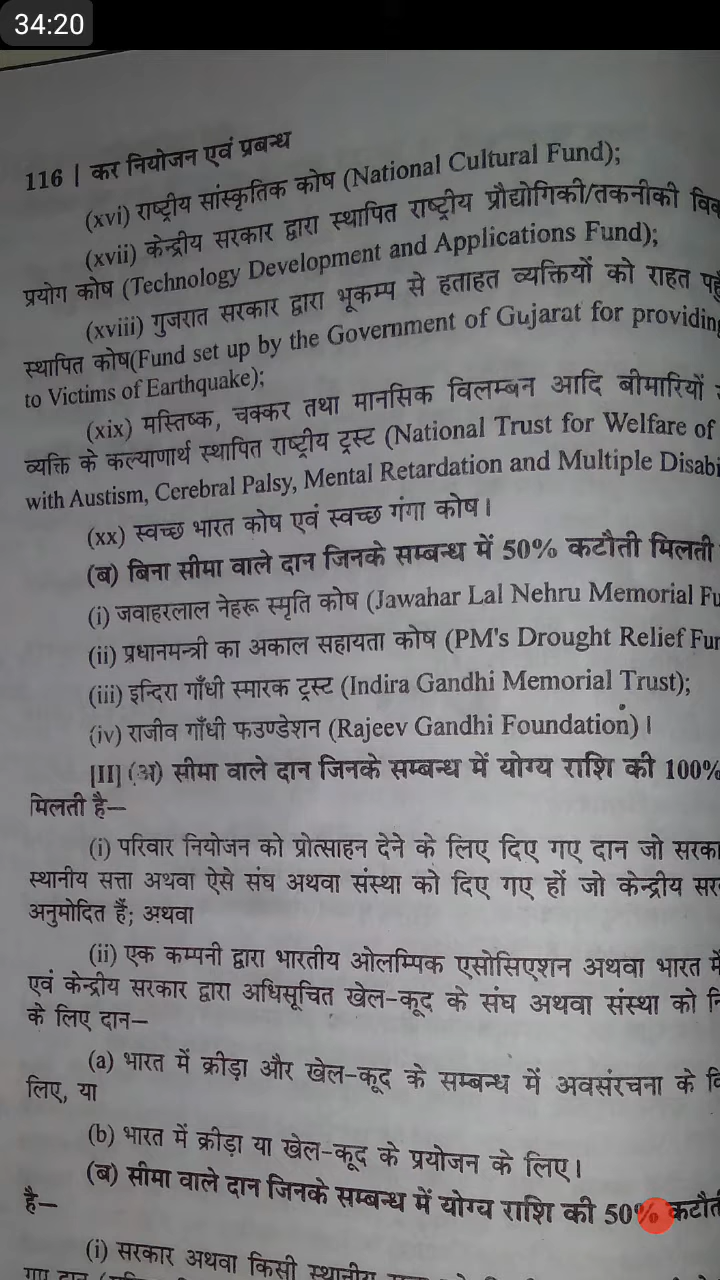 34:20
116 | कर नियोजन एवं प्रबन्ध
(xvi) राष्ट्रीय सांस्कृतिक कोष (National Cultural Fund);
(xvii) केन्द्रीय सरकार द्वारा स्थापित राष्ट्रीय प्रौद्योगिकी/तकनीकी
प्रयोग कोष (Technology Development and Applications Fund);
(xviii) गुजरात सरकार द्वारा भूकम्प से हताहत व्यक्तियों को राहत
स्थापित कोष(Fund set up by the Government of Gujarat for providing
to Victims of Earthquake);
(xix) मस्तिष्क, चक्कर तथा मानसिक विलम्बन आदि बीमारियों
व्यक्ति के कल्याणार्थ स्थापित राष्ट्रीय ट्रस्ट (National Trust for Welfare of
with Austism, Cerebral Palsy, Mental Retardation and Multiple Disabi
(xx) स्वच्छ भारत कोष एवं स्वच्छ गंगा कोष।
(ब) बिना सीमा वाले दान जिनके सम्बन्ध में 50% कटौती मिलती
(i) जवाहरलाल नेहरू स्मृति कोष (Jawahar Lal Nehru Memorial Fu
(ii) प्रधानमन्त्री का अकाल सहायता कोष (PM's Drought Relief Fun
(iii) इन्दिरा गाँधी स्मारक ट्रस्ट (Indira Gandhi Memorial Trust);
(iv) राजीव गाँधी फउण्डेशन (Rajeev Gandhi Foundation)।
[II] (अ) सीमा वाले दान जिनके सम्बन्ध में योग्य राशि की 100%
मिलती है—
(i) परिवार नियोजन को प्रोत्साहन देने के लिए दिए गए दान जो सरका
स्थानीय सत्ता अथवा ऐसे संघ अथवा संस्था को दिए गए हों जो केन्द्रीय सर
अनुमोदित हैं; अथवा
(ii) एक कम्पनी द्वारा भारतीय ओलम्पिक एसोसिएशन अथवा भारत में
एवं केन्द्रीय सरकार द्वारा अधिसूचित खेल-कूद के संघ अथवा संस्था को
के लिए दान—
(a) भारत में क्रीड़ा और खेल-कूद के सम्बन्ध में अवसंरचना के
लिए, या
(b) भारत में क्रीड़ा या खेल-कूद के प्रयोजन के लिए।
(ब) सीमा वाले दान जिनके सम्बन्ध में योग्य राशि की 50% कटौती
है—
(i) सरकार अथवा किसी स्थानीय
गए दान